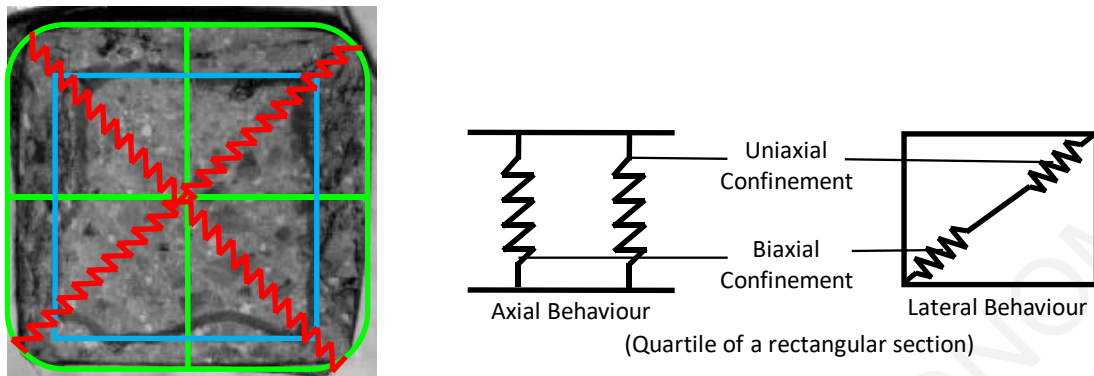 Uniaxial
Confinement
Biaxial
Confinement
Axial Behaviour
Lateral Behaviour
(Quartile of a rectangular section)